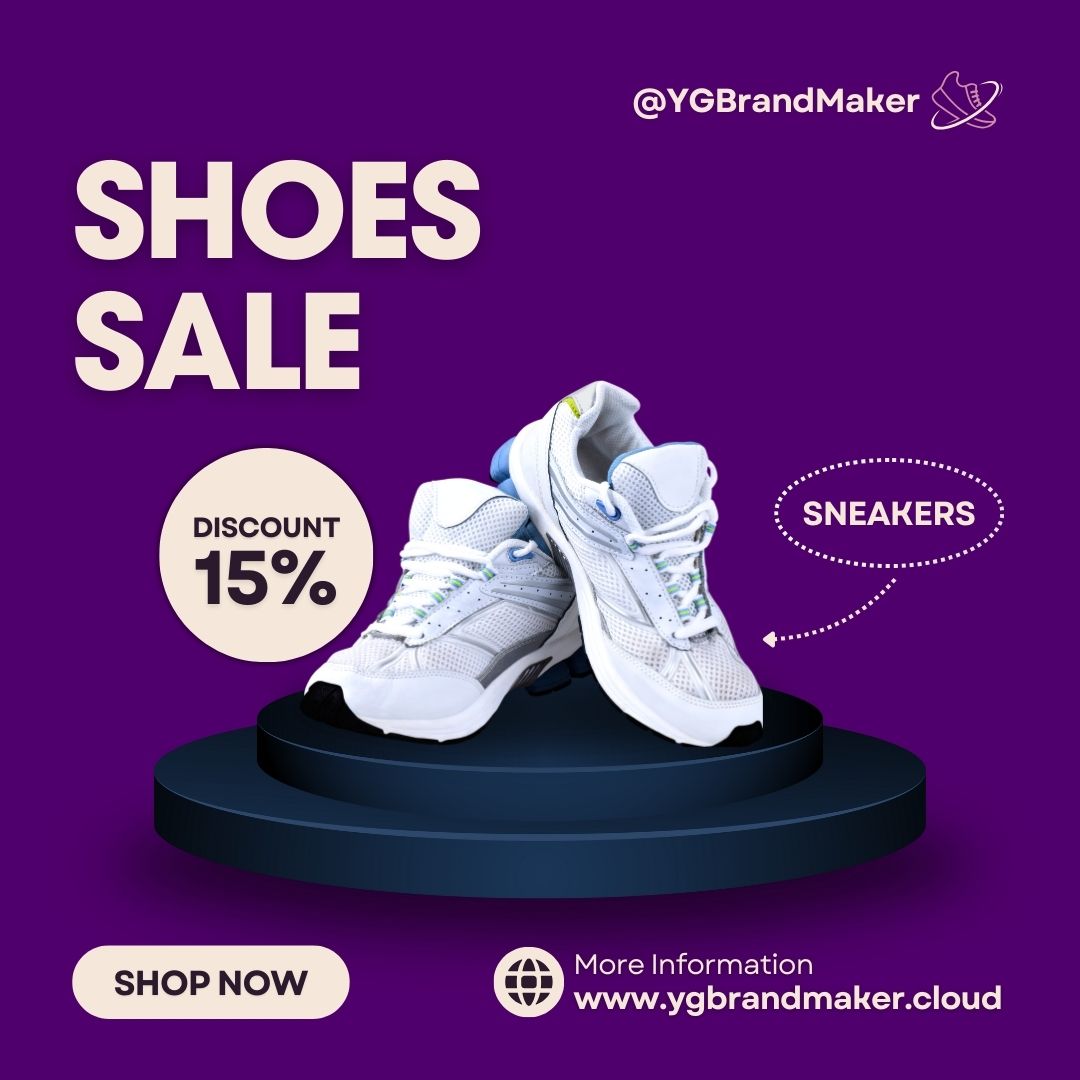 @YGBrandMaker
SHOES
SALE
DISCOUNT
15%
SNEAKERS
SHOP NOW
More Information
www.ygbrandmaker.cloud